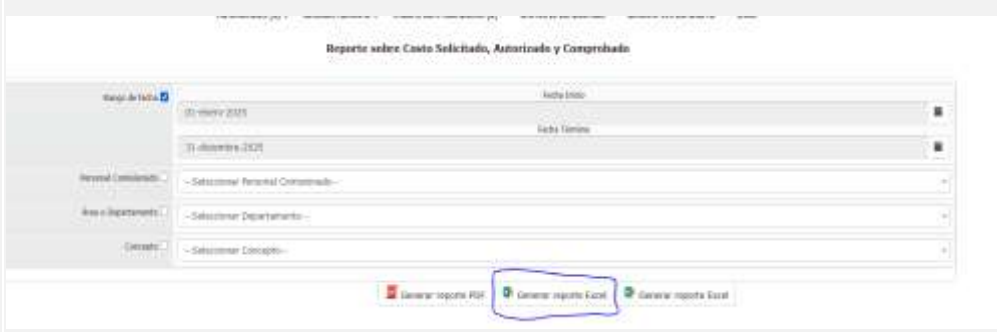 Reporte sobre Costo Solicitado, Autorizado y Comprobado
Rango de fecha
Fecha Inicio
01-enero-2025
Fecha Término
31-diciembre-2025
Personal Comisionado
--Seleccionar Personal Comisionado--
Área o Departamento
--Seleccionar Departamento--
Concepto
--Seleccionar Concepto--
Generar reporte PDF
Generar reporte Excel
Generar reporte Excel